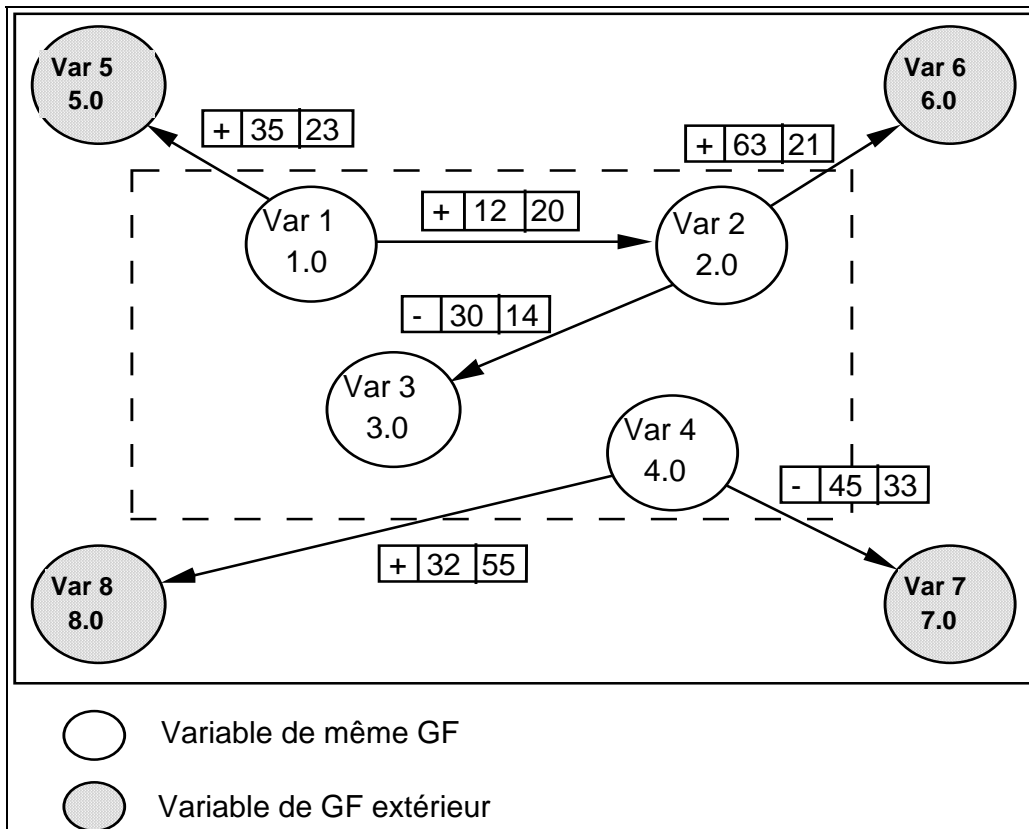 Var 5
5.0
Var 6
6.0
+ 35 23
+ 63 21
Var 1
1.0
+ 12 20
Var 2
2.0
- 30 14
Var 3
3.0
Var 4
4.0
- 45 33
+ 32 55
Var 8
8.0
Var 7
7.0
Variable de même GF
Variable de GF extérieur